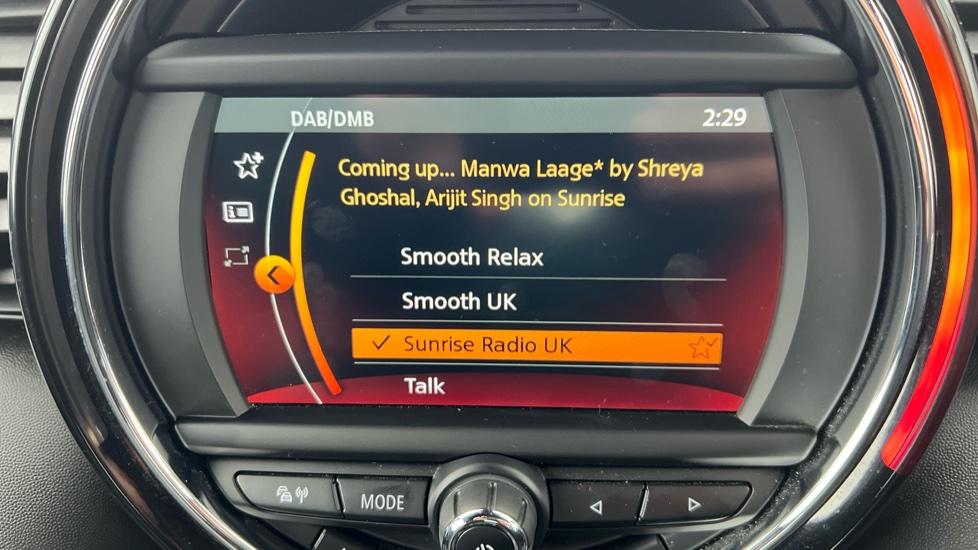 DAB/DMB 2:29
Coming up... Manwa Laage* by Shreya
Ghoshal, Arijit Singh on Sunrise
Smooth Relax
Smooth UK
Sunrise Radio UK
Talk
MODE